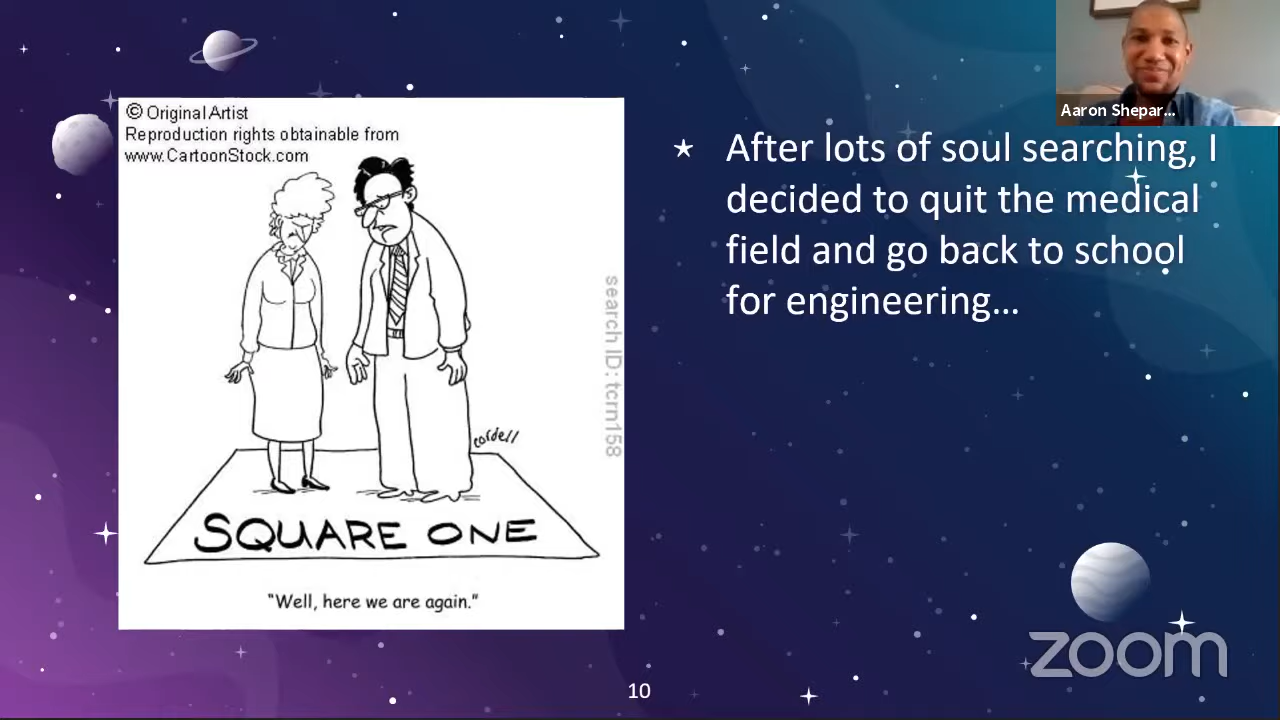 © Original Artist
Reproduction rights obtainable from
www.CartoonStock.com
search ID: tcrn158
cordell
SQUARE ONE
"Well, here we are again."
Aaron Shepar...
★ After lots of soul searching, I
decided to quit the medical
field and go back to school
for engineering...
10
zoom